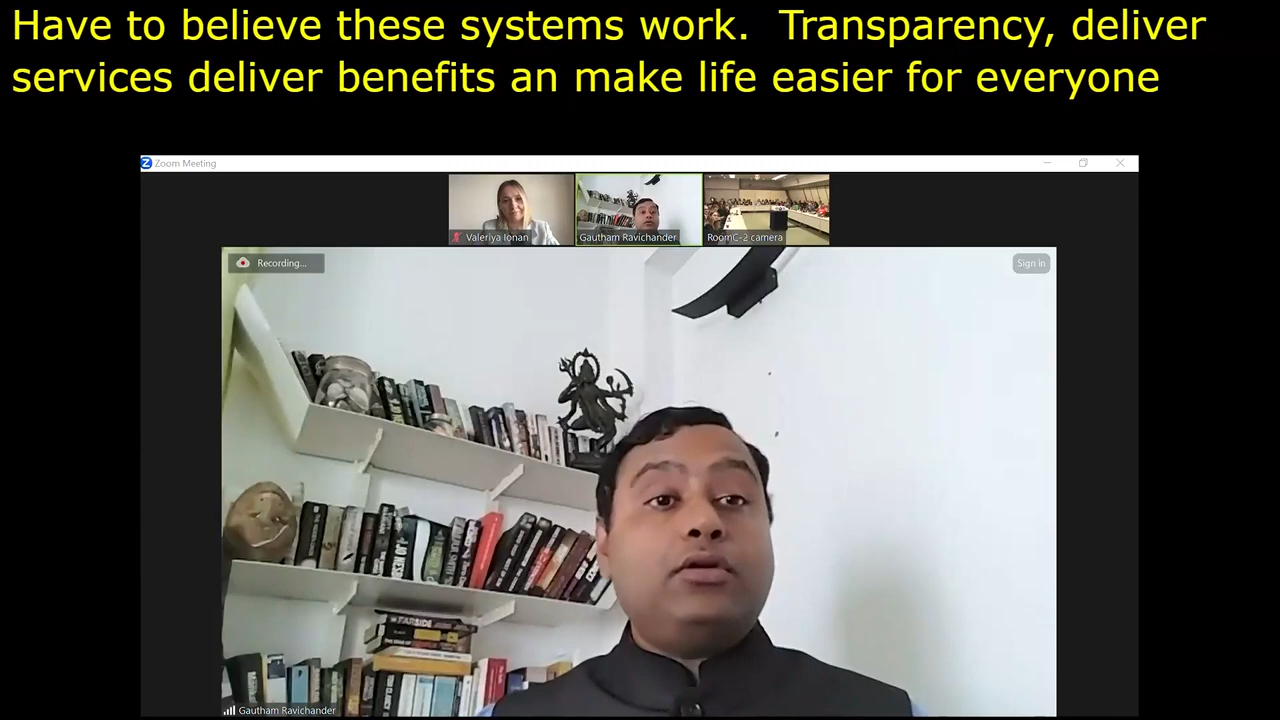 Have to believe these systems work.  Transparency, deliver
services deliver benefits an make life easier for everyone
Zoom Meeting
Valeriya Ionan
Gautham Ravichander
RoomC-2 camera
Recording...
Sign in
FARSIDE
Gautham Ravichander